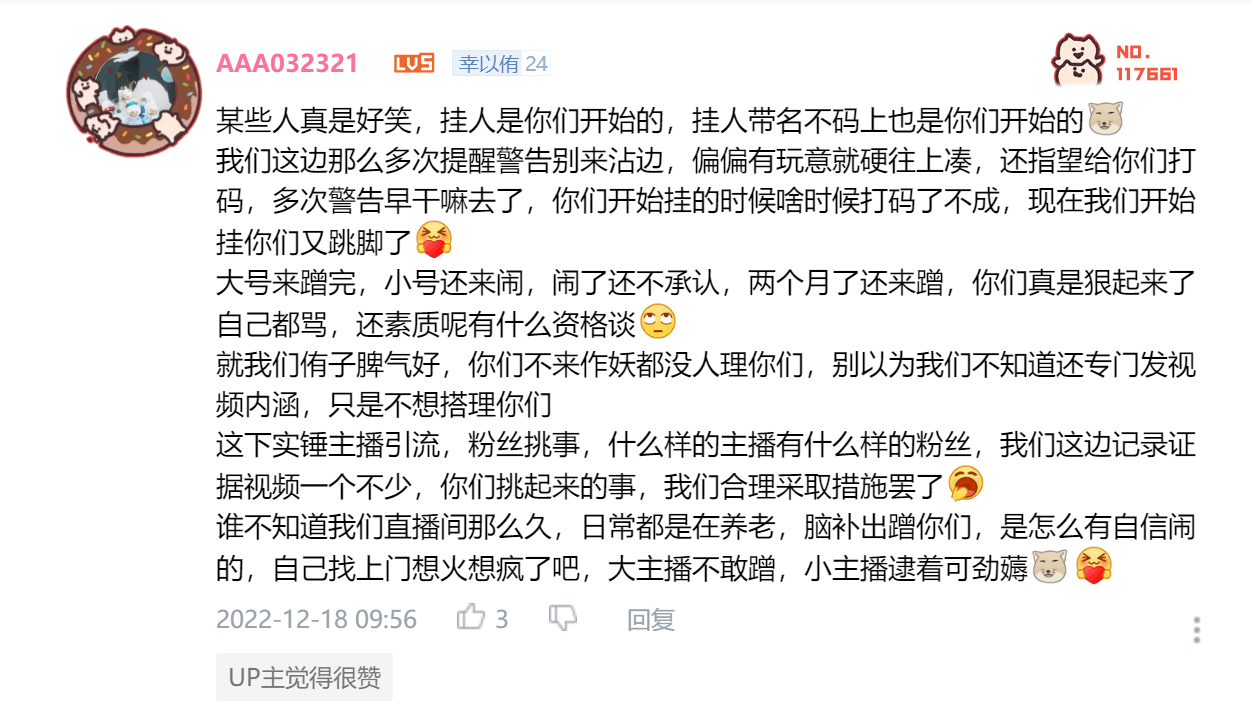 AAA032321 LV5 幸以侑 24 NO.
117661
某些人真是好笑，挂人是你们开始的，挂人带名不码上也是你们开始的
我们这边那么多次提醒警告别来沾边，偏偏有玩意就硬往上凑，还指望给你们打
码，多次警告早干嘛去了，你们开始挂的时候啥时候打码了不成，现在我们开始
挂你们又跳脚了
大号来蹭完，小号还来闹，闹了还不承认，两个月了还来蹭，你们真是狠起来了
自己都骂，还素质呢有什么资格谈
就我们侑子脾气好，你们不来作妖都没人理你们，别以为我们不知道还专门发视
频内涵，只是不想搭理你们
这下实锤主播引流，粉丝挑事，什么样的主播有什么样的粉丝，我们这边记录证
据视频一个不少，你们挑起来的事，我们合理采取措施罢了
谁不知道我们直播间那么久，日常都是在养老，脑补出蹭你们，是怎么有自信闹
的，自己找上门想火想疯了吧，大主播不敢蹭，小主播逮着可劲薅
2022-12-18 09:56 3 回复
UP主觉得很赞